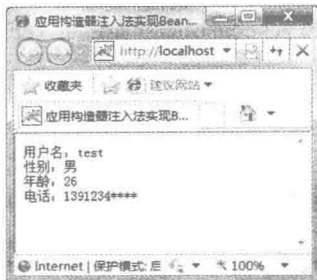 应用构造器注入法实现Bean...
http://localhost
收藏夹
建议网站
应用构造器注入法实现B...
用户名：test
性别：男
年龄：26
电话：1391234****
Internet | 保护模式: 启
100%